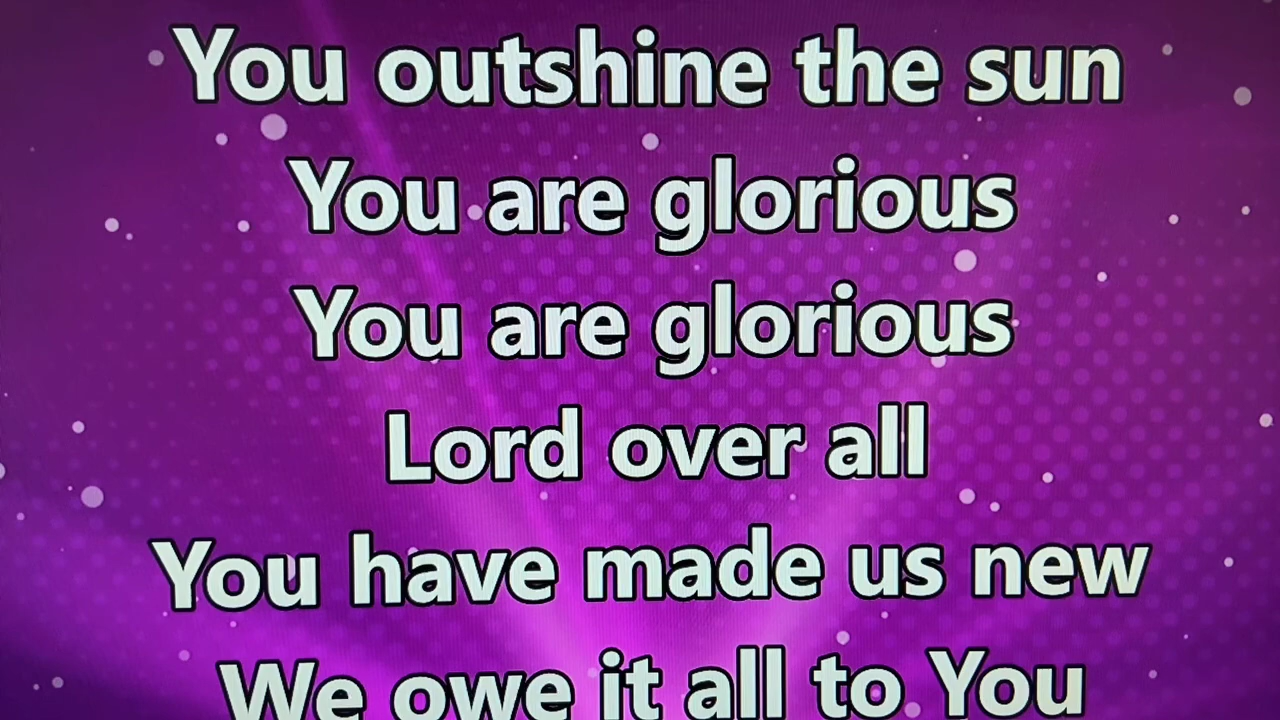 You outshine the sun
You are glorious
You are glorious
Lord over all
You have made us new
We owe it all to You